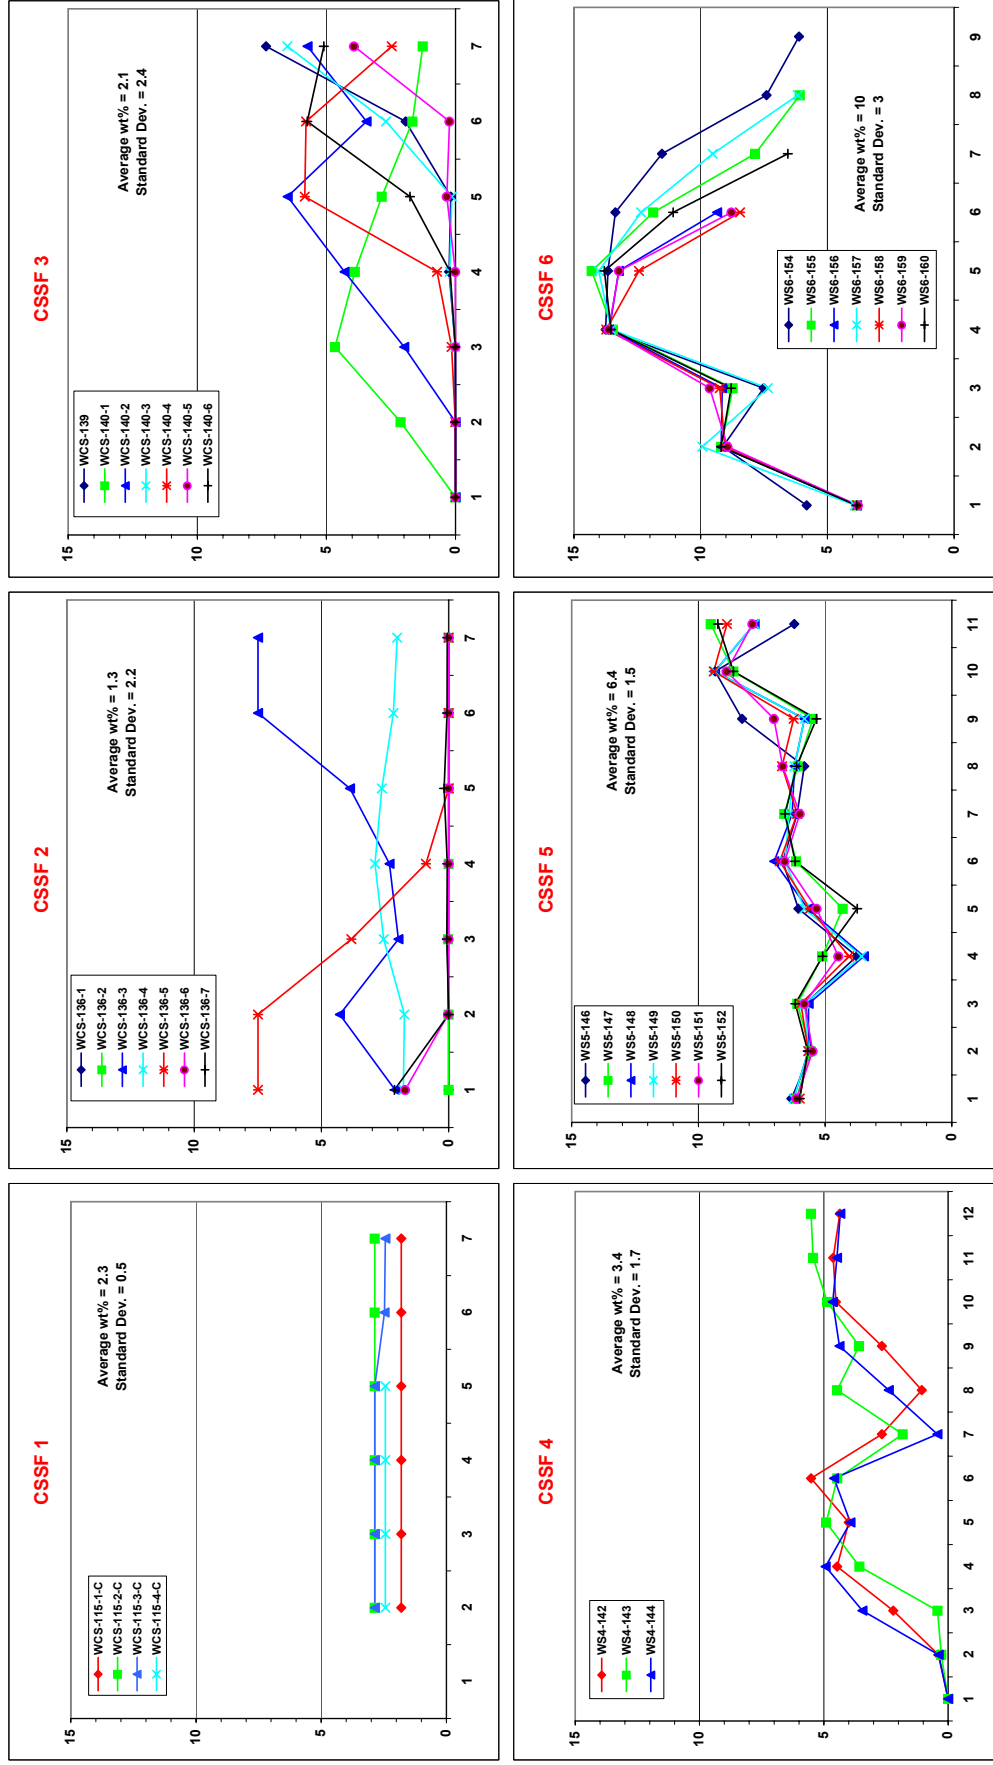 CSSF 1
15
10
5
0
1 2 3 4 5 6 7
WCS-115-1-C
WCS-115-2-C
WCS-115-3-C
WCS-115-4-C
Average wt% = 2.3
Standard Dev. = 0.5
CSSF 2
15
10
5
0
1 2 3 4 5 6 7
WCS-136-1
WCS-136-2
WCS-136-3
WCS-136-4
WCS-136-5
WCS-136-6
WCS-136-7
Average wt% = 1.3
Standard Dev. = 2.2
CSSF 3
15
10
5
0
1 2 3 4 5 6 7
WCS-139
WCS-140-1
WCS-140-2
WCS-140-3
WCS-140-4
WCS-140-5
WCS-140-6
Average wt% = 2.1
Standard Dev. = 2.4
CSSF 4
15
10
5
0
1 2 3 4 5 6 7 8 9 10 11 12
WS4-142
WS4-143
WS4-144
Average wt% = 3.4
Standard Dev. = 1.7
CSSF 5
15
10
5
0
1 2 3 4 5 6 7 8 9 10 11
WS5-146
WS5-147
WS5-148
WS5-149
WS5-150
WS5-151
WS5-152
Average wt% = 6.4
Standard Dev. = 1.5
CSSF 6
15
10
5
0
1 2 3 4 5 6 7 8 9
WS6-154
WS6-155
WS6-156
WS6-157
WS6-158
WS6-159
WS6-160
Average wt% = 10
Standard Dev. = 3